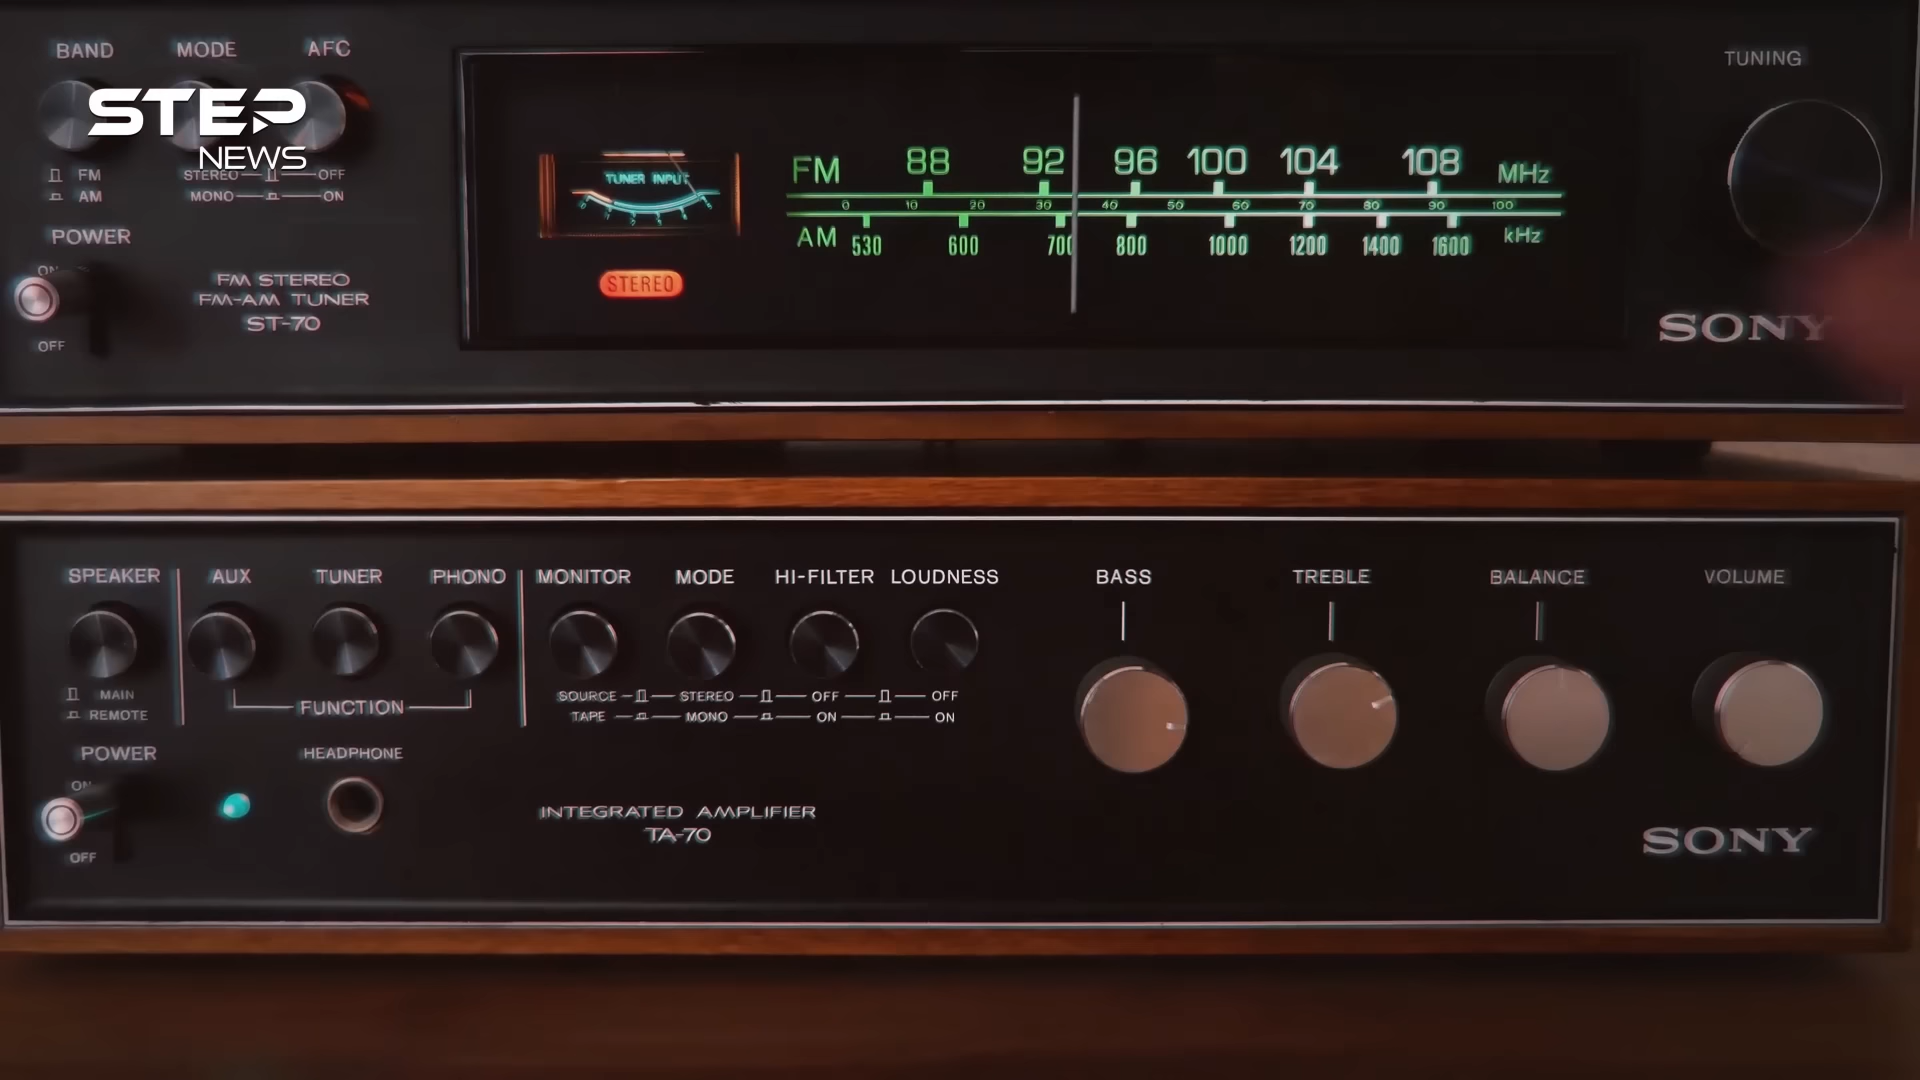 BAND MODE AFC
STEP
NEWS
FM STEREO OFF
AM MONO ON
POWER
ON
OFF
FM STEREO
FM-AM TUNER
ST-70
TUNER INPUT
STEREO
FM 88 92 96 100 104 108 MHz
0 10 20 30 40 50 60 70 80 90 100
AM 530 600 700 800 1000 1200 1400 1600 kHz
TUNING
SONY
SPEAKER AUX TUNER PHONO MONITOR MODE HI-FILTER LOUDNESS BASS TREBLE BALANCE VOLUME
MAIN SOURCE STEREO OFF OFF
REMOTE FUNCTION TAPE MONO ON ON
POWER HEADPHONE
ON
OFF
INTEGRATED AMPLIFIER
TA-70
SONY